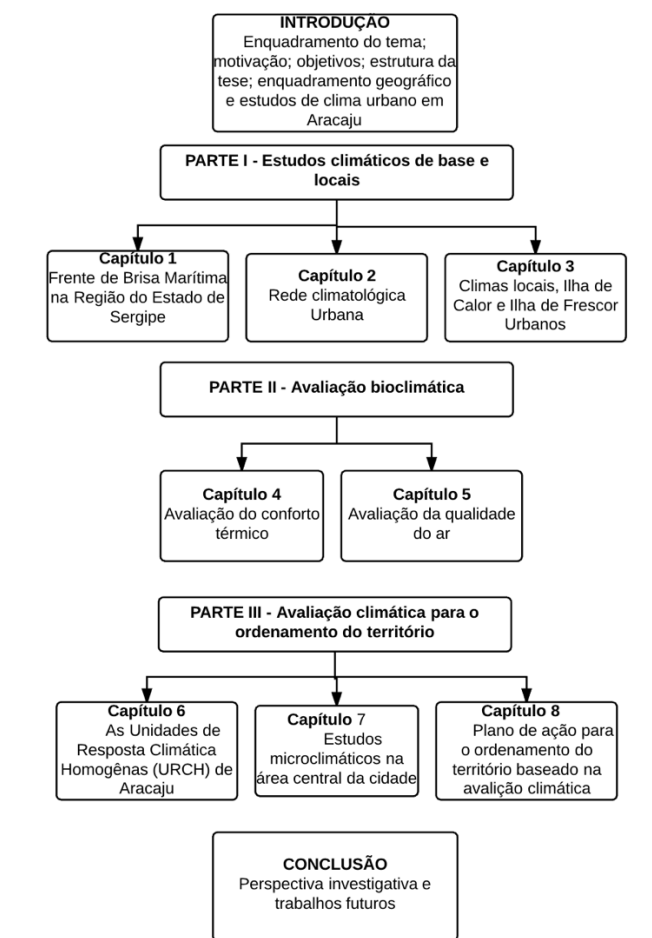 INTRODUÇÃO
Enquadramento do tema;
motivação; objetivos; estrutura da
tese; enquadramento geográfico
e estudos de clima urbano em
Aracaju
PARTE I - Estudos climáticos de base e
locais
Capítulo 1
Frente de Brisa Marítima
na Região do Estado de
Sergipe
Capítulo 2
Rede climatológica
Urbana
Capítulo 3
Climas locais, Ilha de
Calor e Ilha de Frescor
Urbanos
PARTE II - Avaliação bioclimática
Capítulo 4
Avaliação do conforto
térmico
Capítulo 5
Avaliação da qualidade
do ar
PARTE III - Avaliação climática para o
ordenamento do território
Capítulo 6
As Unidades de
Resposta Climática
Homogênas (URCH) de
Aracaju
Capítulo 7
Estudos
microclimáticos na
área central da cidade
Capítulo 8
Plano de ação para
o ordenamento do
território baseado na
avalição climática
CONCLUSÃO
Perspectiva investigativa e
trabalhos futuros